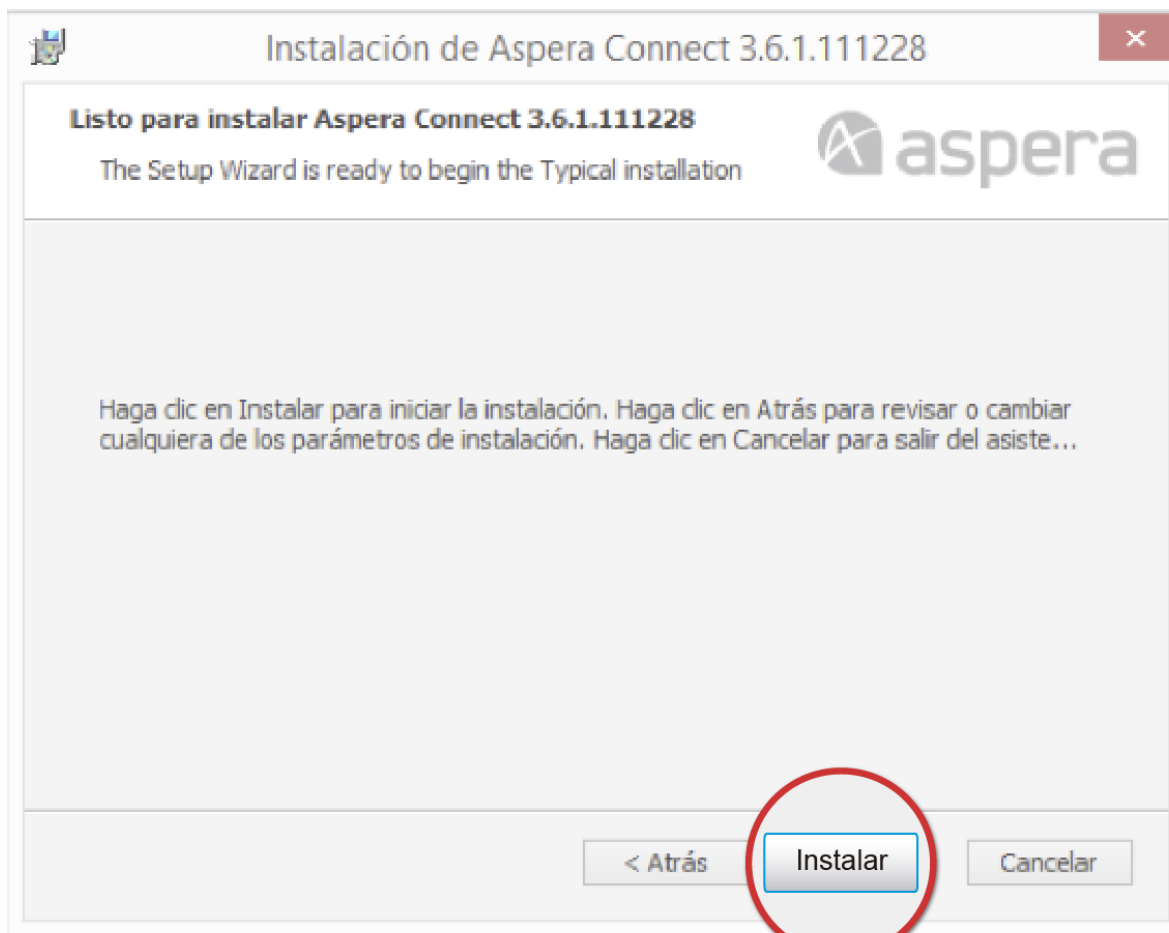 Instalación de Aspera Connect 3.6.1.111228
Listo para instalar Aspera Connect 3.6.1.111228
The Setup Wizard is ready to begin the Typical installation
aspera
Haga clic en Instalar para iniciar la instalación. Haga clic en Atrás para revisar o cambiar
cualquiera de los parámetros de instalación. Haga clic en Cancelar para salir del asiste...
< Atrás
Instalar
Cancelar